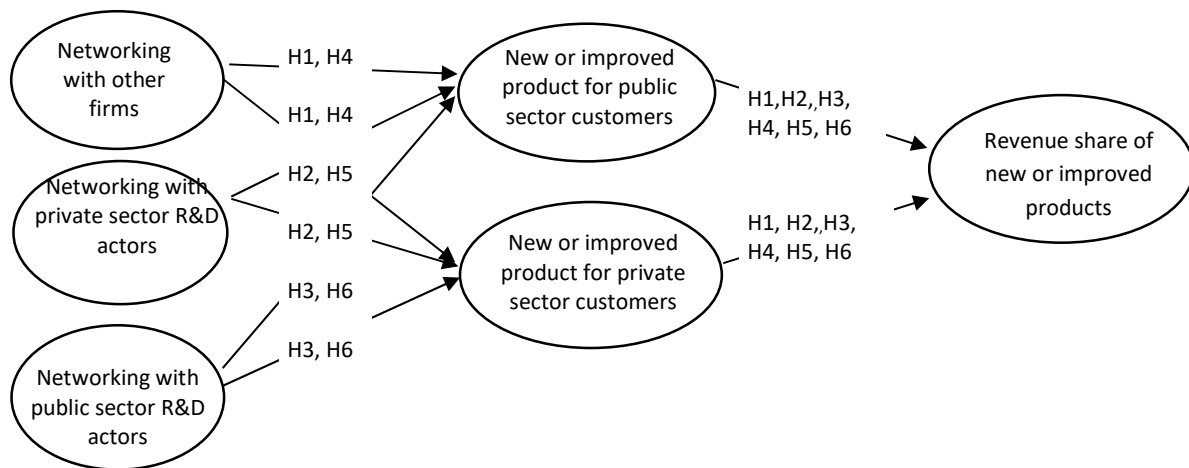 Networking
with other
firms
Networking with
private sector R&D
actors
Networking with
public sector R&D
actors
H1, H4
H1, H4
H2, H5
H2, H5
H3, H6
H3, H6
New or improved
product for public
sector customers
New or improved
product for private
sector customers
H1,H2,,H3,
H4, H5, H6
H1, H2,,H3,
H4, H5, H6
Revenue share of
new or improved
products